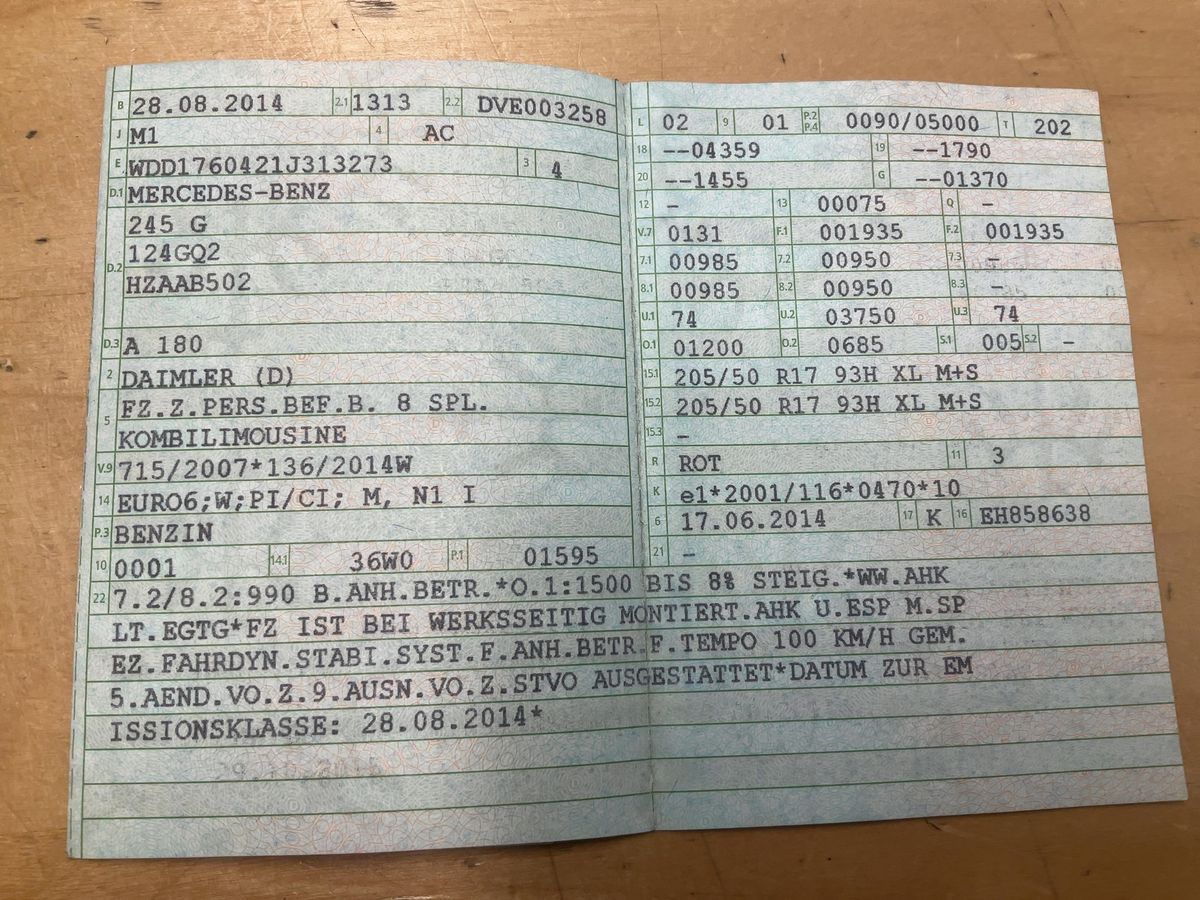 B 28.08.2014 2.1 1313 2.2 DVE003258
J M1 4 AC
E WDD1760421J313273 3 4
D.1 MERCEDES-BENZ
245 G
D.2 124GQ2
HZAAB502
D.3 A 180
2 DAIMLER (D)
5 FZ.Z.PERS.BEF.B. 8 SPL.
KOMBILIMOUSINE
V.9 715/2007*136/2014W
14 EURO6;W;PI/CI; M, N1 I
P.3 BENZIN
10 0001 14.1 36W0 P.1 01595
L 02 9 01 P.2 P.4 0090/05000 T 202
18 --04359 19 --1790
20 --1455 G --01370
12 - 13 00075 Q -
V.7 0131 F.1 001935 F.2 001935
7.1 00985 7.2 00950 7.3 -
8.1 00985 8.2 00950 8.3 -
U.1 74 U.2 03750 U.3 74
O.1 01200 O.2 0685 S.1 005 S.2 -
15.1 205/50 R17 93H XL M+S
15.2 205/50 R17 93H XL M+S
15.3 -
R ROT 11 3
K e1*2001/116*0470*10
6 17.06.2014 17 K 16 EH858638
21 -
22 7.2/8.2:990 B.ANH.BETR.*O.1:1500 BIS 8% STEIG.*WW.AHK
LT.EGTG*FZ IST BEI WERKSSEITIG MONTIERT.AHK U.ESP M.SP
EZ.FAHRDYN.STABI.SYST.F.ANH.BETR.F.TEMPO 100 KM/H GEM.
5.AEND.VO.Z.9.AUSN.VO.Z.STVO AUSGESTATTET*DATUM ZUR EM
ISSIONSKLASSE: 28.08.2014*